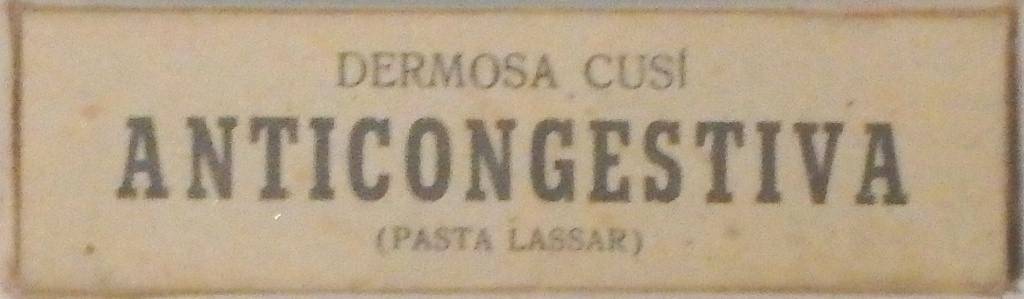 DERMOSA CUSÍ
ANTICONGESTIVA
(PASTA LASSAR)